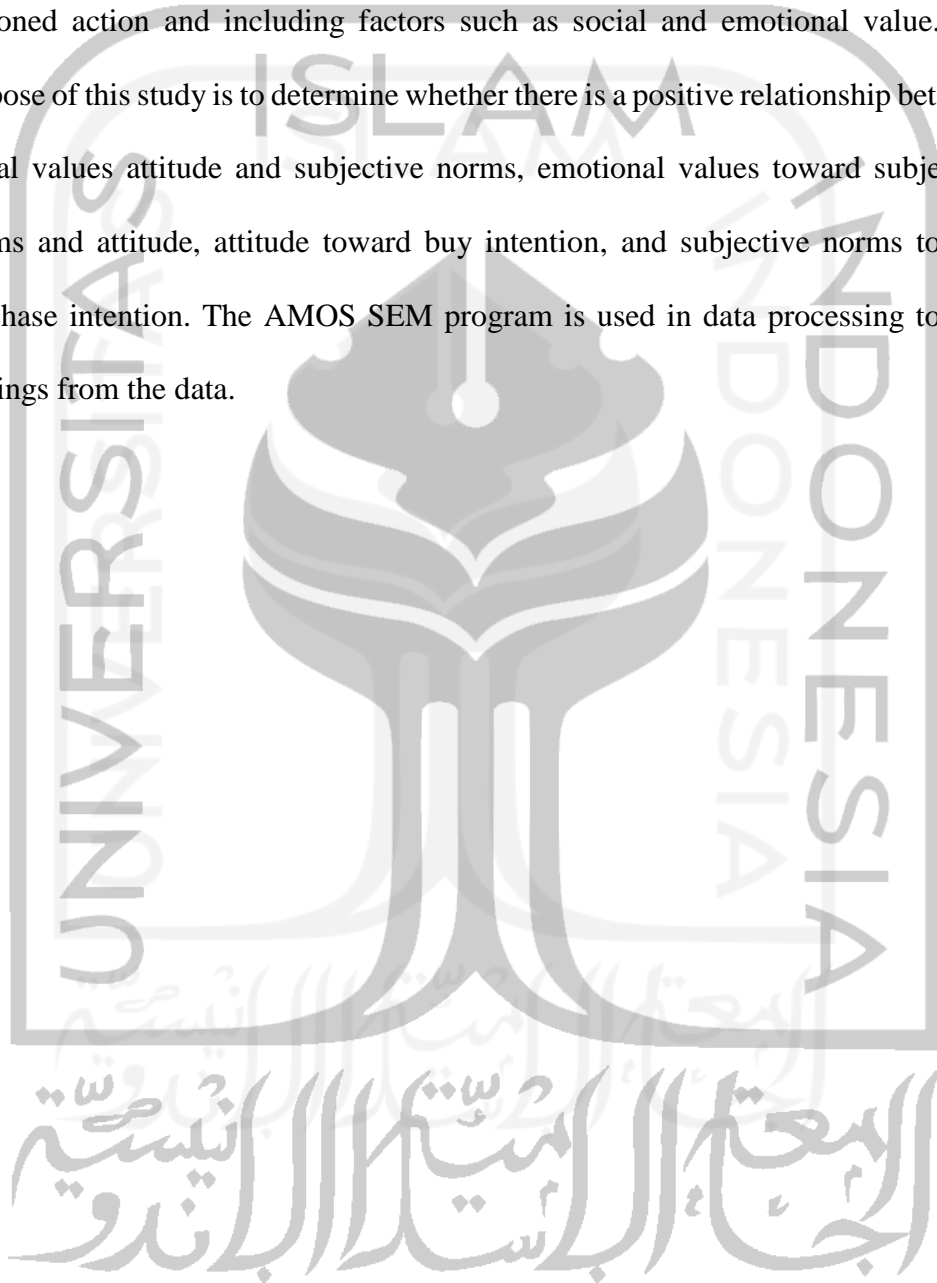 oned action and including factors such as social and emotional value.
pose of this study is to determine whether there is a positive relationship bet
al values attitude and subjective norms, emotional values toward subje
ns and attitude, attitude toward buy intention, and subjective norms to
hase intention. The AMOS SEM program is used in data processing to
ings from the data.
ISLAM
UNIVERSITAS
INDONESIA